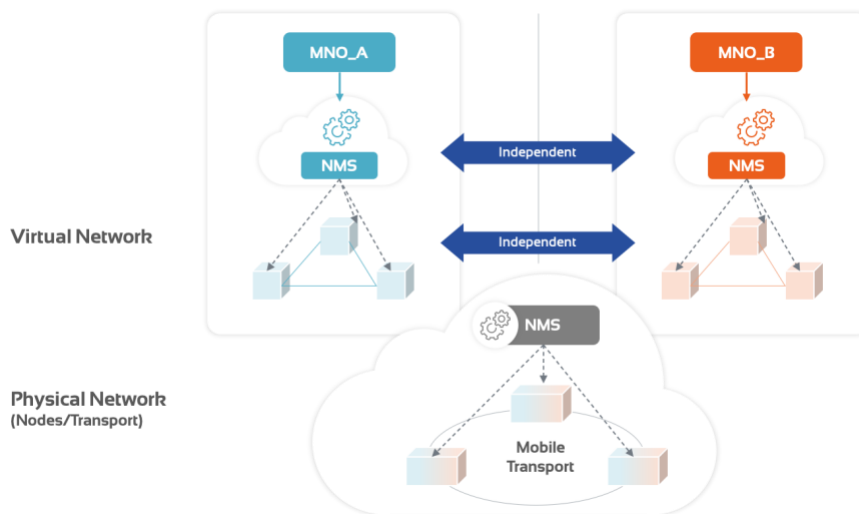 MNO_A
MNO_B
Independent
NMS
NMS
Virtual Network
Independent
NMS
Physical Network
(Nodes/Transport)
Mobile
Transport